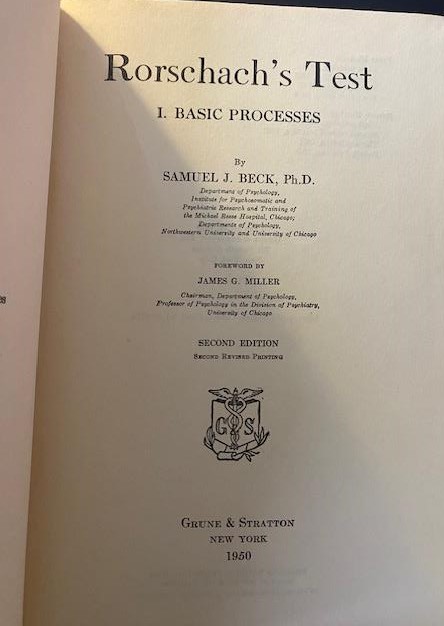 Rorschach's Test
I. BASIC PROCESSES
By
SAMUEL J. BECK, Ph.D.
Department of Psychology,
Institute for Psychosomatic and
Psychiatric Research and Training of
the Michael Reese Hospital, Chicago;
Departments of Psychology,
Northwestern University and University of Chicago
FOREWORD BY
JAMES G. MILLER
Chairman, Department of Psychology,
Professor of Psychology in the Division of Psychiatry,
University of Chicago
SECOND EDITION
SECOND REVISED PRINTING
G S
GRUNE & STRATTON
NEW YORK
1950